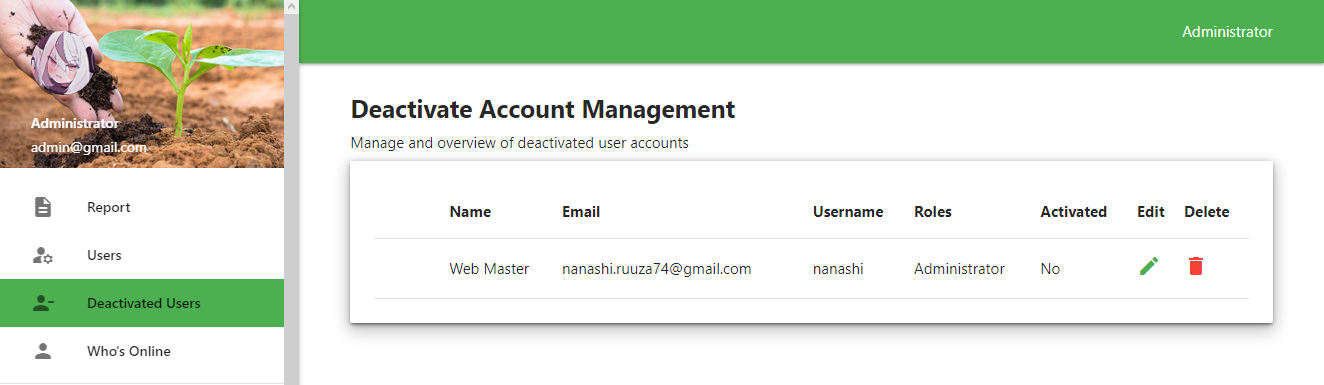 Administrator
admin@gmail.com
Report
Users
Deactivated Users
Who's Online
Administrator
Deactivate Account Management
Manage and overview of deactivated user accounts
Name Email Username Roles Activated Edit Delete
Web Master nanashi.ruuza74@gmail.com nanashi Administrator No